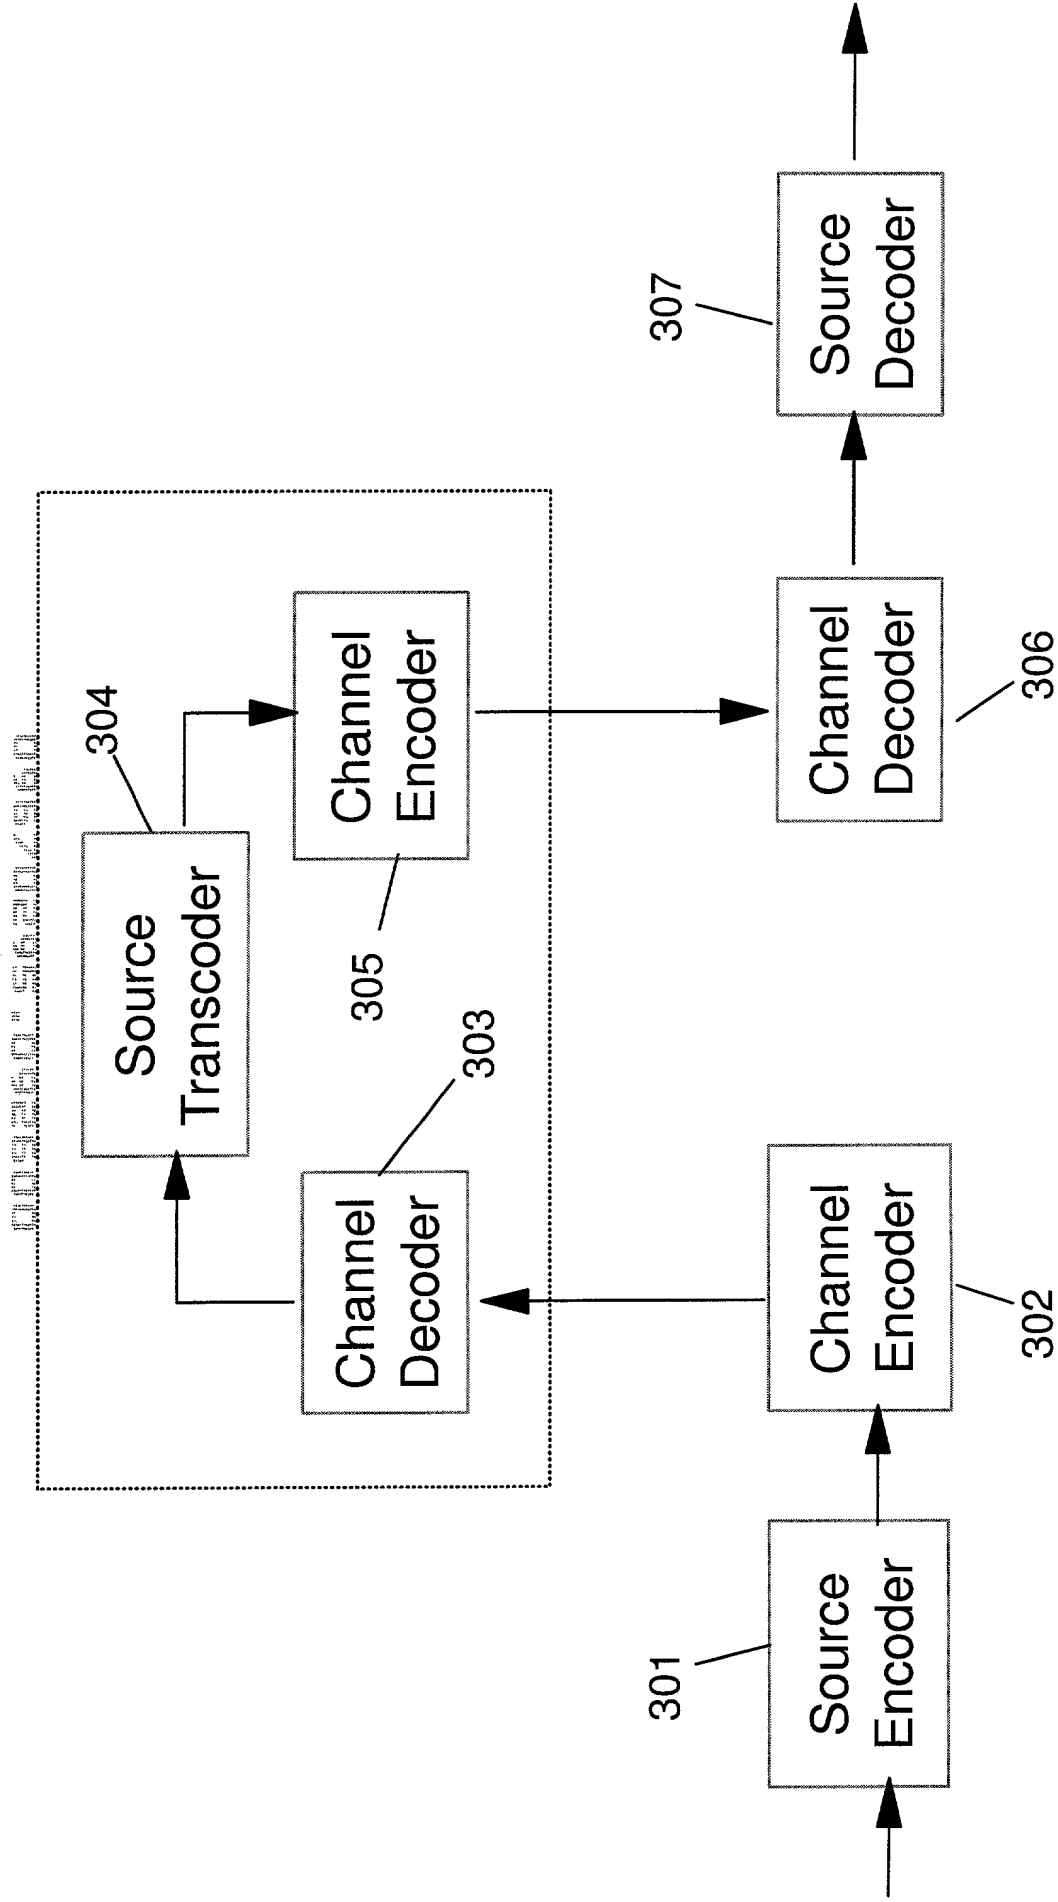 304
Source
Transcoder
Channel
Decoder
303
Channel
Encoder
305
301
Source
Encoder
Channel
Encoder
302
Channel
Decoder
306
307
Source
Decoder